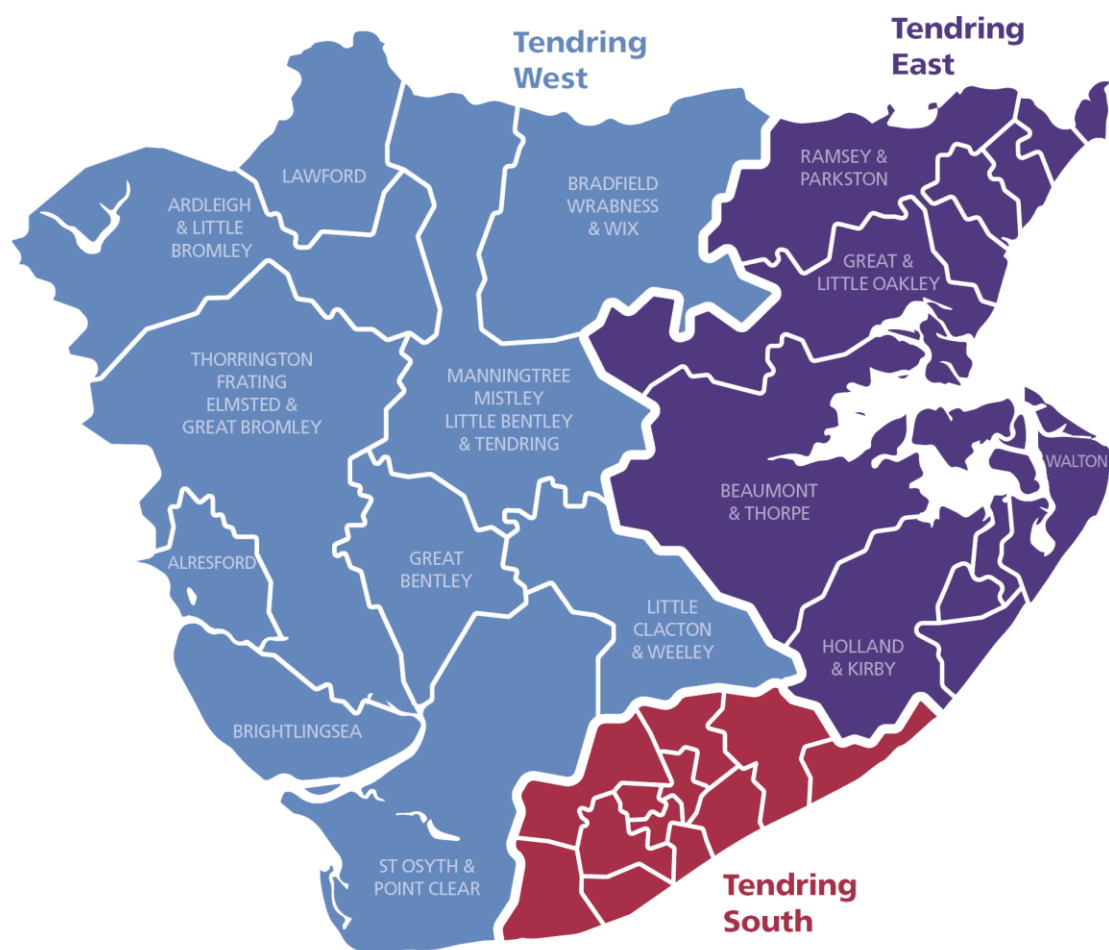 Tendring
West
Tendring
East
LAWFORD
ARDLEIGH
& LITTLE
BROMLEY
BRADFIELD
WRABNESS
& WIX
RAMSEY &
PARKSTON
GREAT &
LITTLE OAKLEY
THORRINGTON
FRATING
ELMSTED &
GREAT BROMLEY
MANNINGTREE
MISTLEY
LITTLE BENTLEY
& TENDRING
WALTON
BEAUMONT
& THORPE
ALRESFORD
GREAT
BENTLEY
LITTLE
CLACTON
& WEELEY
HOLLAND
& KIRBY
BRIGHTLINGSEA
ST OSYTH &
POINT CLEAR
Tendring
South